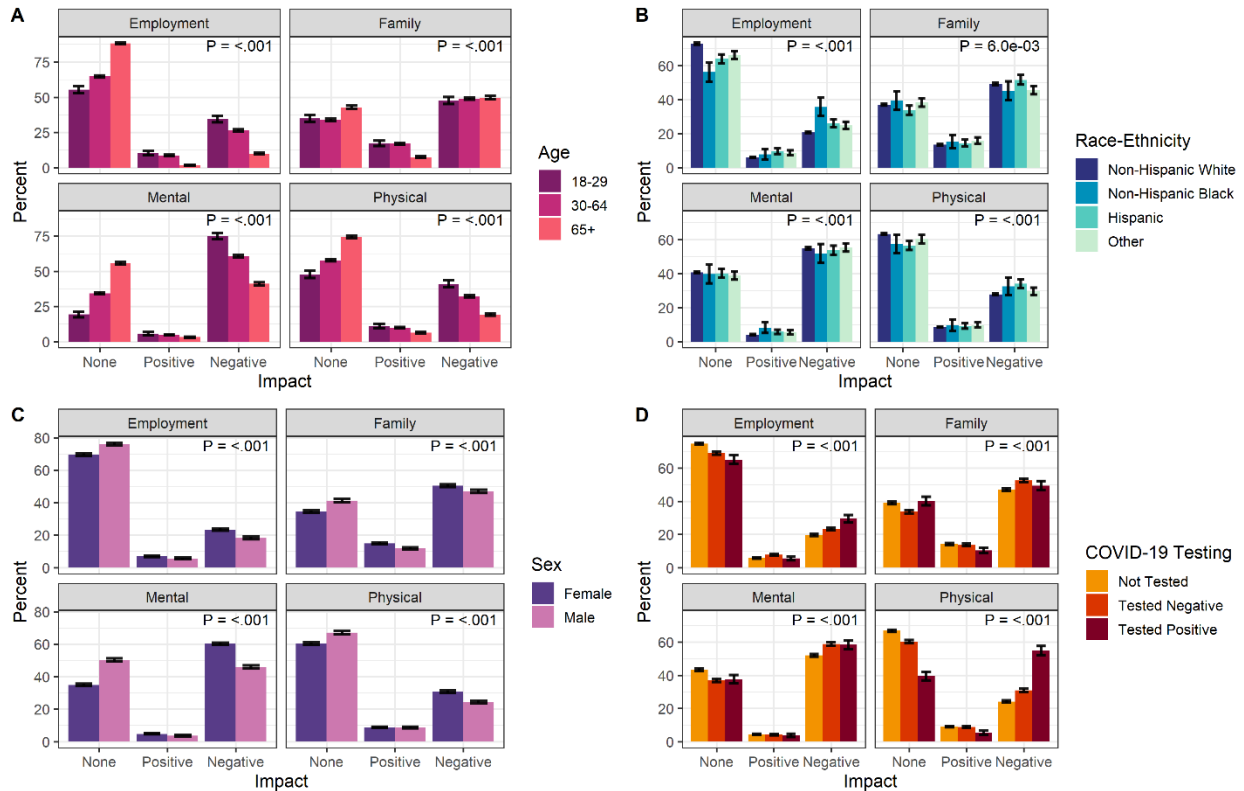 A
Employment
Family
P = <.001
P = <.001
75
50
25
0
Mental
Physical
P = <.001
P = <.001
75
50
25
0
None
Positive
Negative
None
Positive
Negative
Percent
Impact
Age
18-29
30-64
65+
B
Employment
Family
P = <.001
P = 6.0e-03
60
40
20
0
Mental
Physical
P = <.001
P = <.001
60
40
20
0
None
Positive
Negative
None
Positive
Negative
Percent
Impact
Race-Ethnicity
Non-Hispanic White
Non-Hispanic Black
Hispanic
Other
C
Employment
Family
P = <.001
P = <.001
80
60
40
20
0
Mental
Physical
P = <.001
P = <.001
80
60
40
20
0
None
Positive
Negative
None
Positive
Negative
Percent
Impact
Sex
Female
Male
D
Employment
Family
P = <.001
P = <.001
60
40
20
0
Mental
Physical
P = <.001
P = <.001
60
40
20
0
None
Positive
Negative
None
Positive
Negative
Percent
Impact
COVID-19 Testing
Not Tested
Tested Negative
Tested Positive